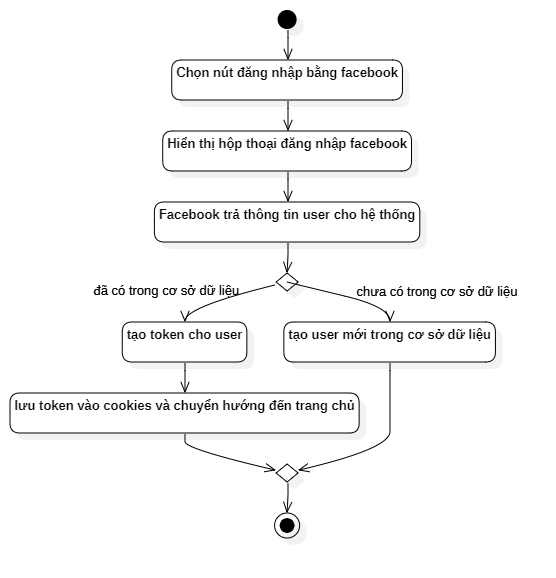 Chọn nút đăng nhập bằng facebook
Hiển thị hộp thoại đăng nhập facebook
Facebook trả thông tin user cho hệ thống
đã có trong cơ sở dữ liệu
chưa có trong cơ sở dữ liệu
tạo token cho user
tạo user mới trong cơ sở dữ liệu
lưu token vào cookies và chuyển hướng đến trang chủ